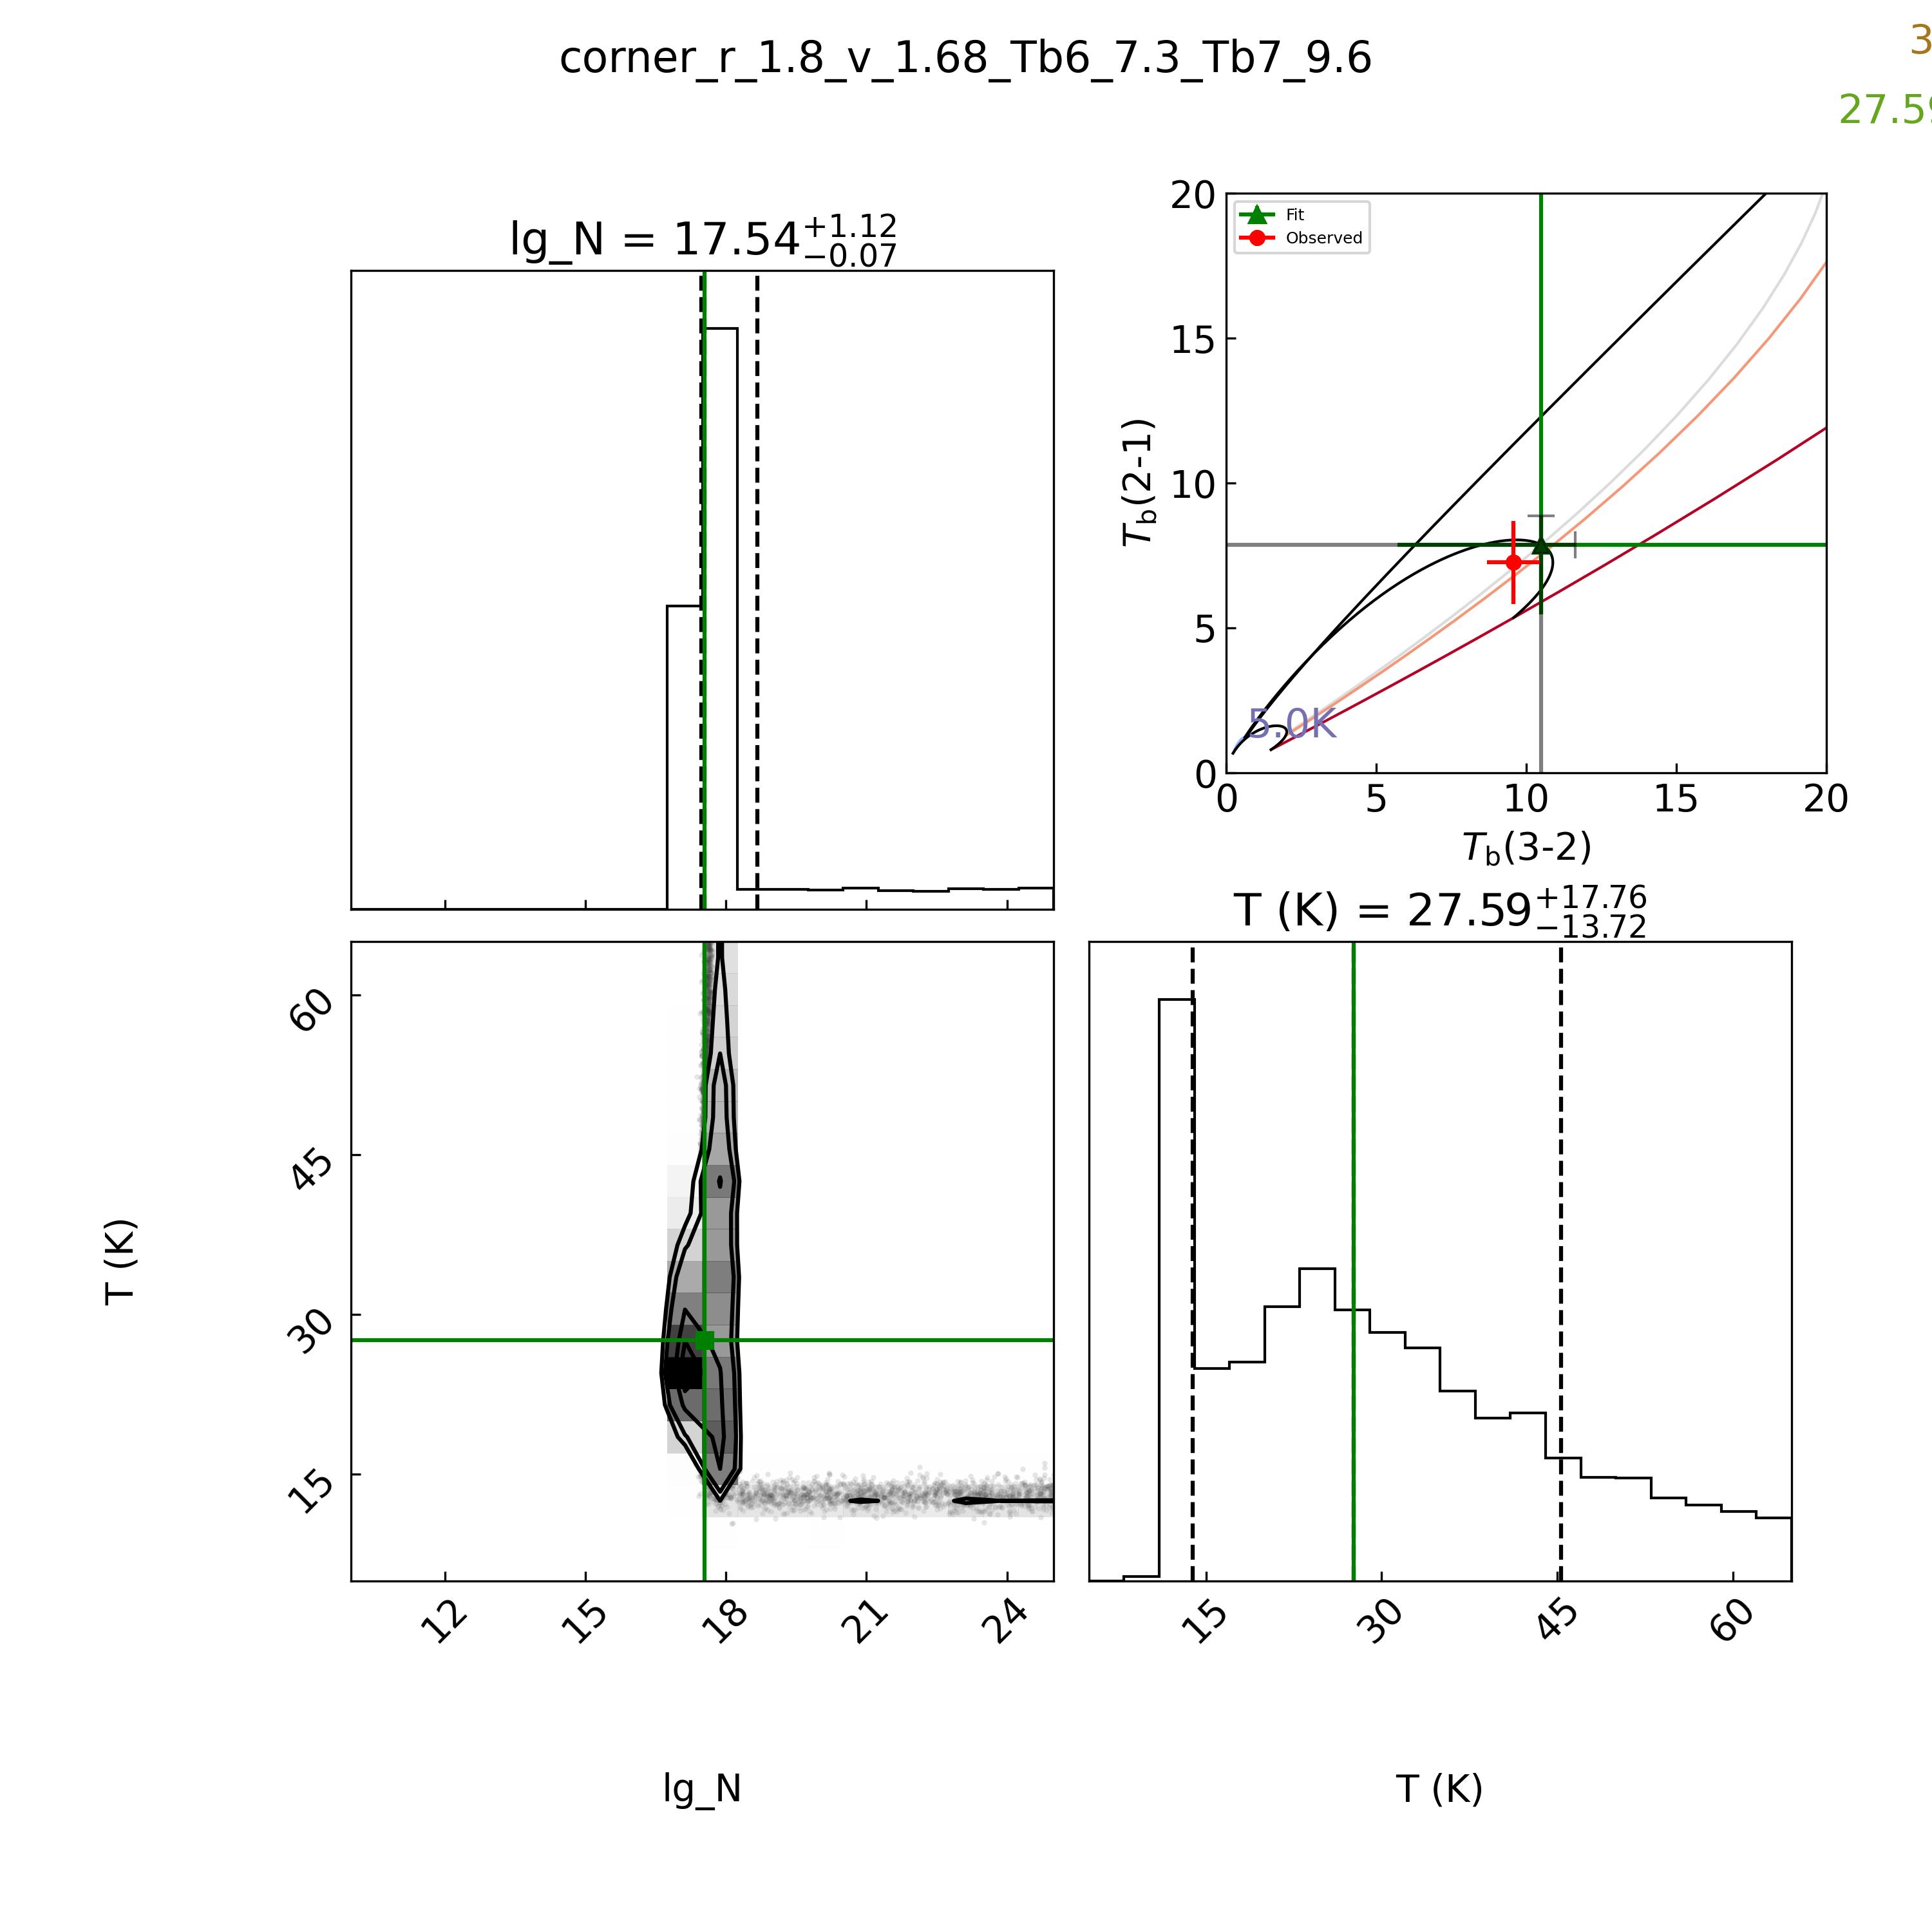 corner_r_1.8_v_1.68_Tb6_7.3_Tb7_9.6
3
27.59
lg_N = 17.54 +1.12 −0.07
Fit
Observed
20
15
10
5
0
T_b(2-1)
5.0K
0 5 10 15 20
T_b(3-2)
T (K) = 27.59 +17.76 −13.72
60
45
30
15
T (K)
12 15 18 21 24
15 30 45 60
lg_N
T (K)